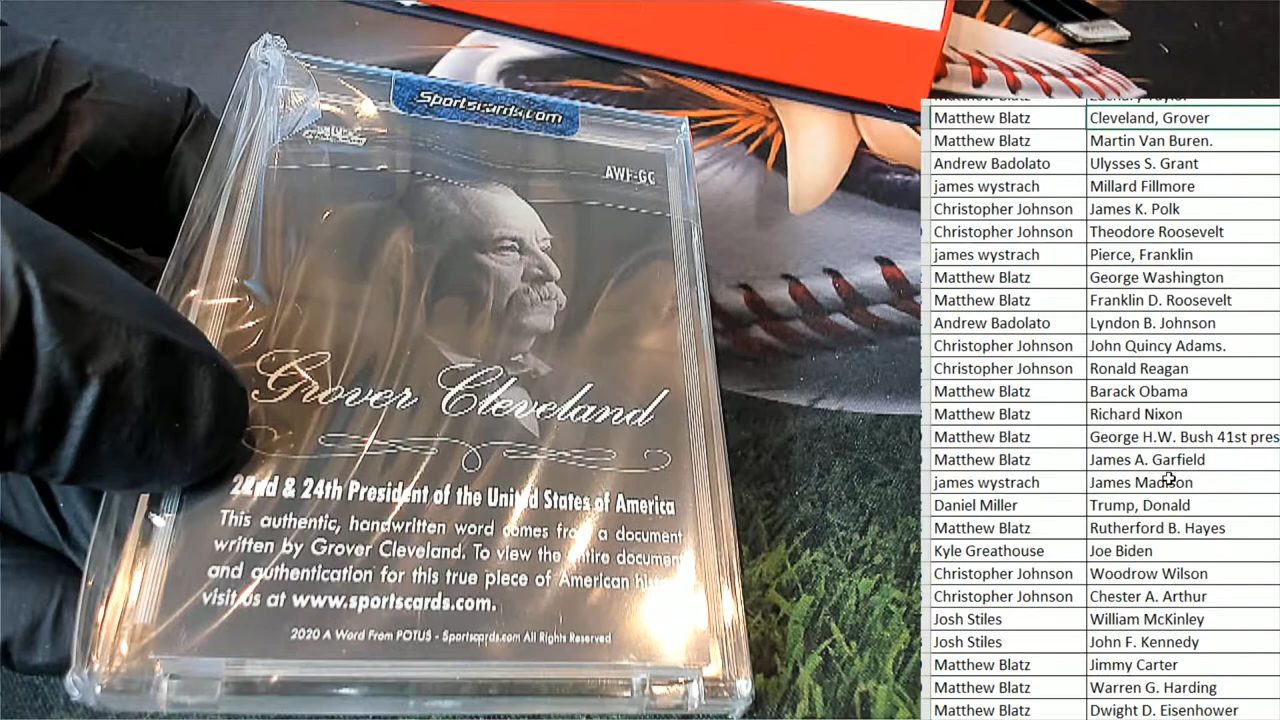 Sportscards.com
AWF-GC
Grover Cleveland
22nd & 24th President of the United States of America
This authentic, handwritten word comes from a document
written by Grover Cleveland. To view the entire document
and authentication for this true piece of American history
visit us at www.sportscards.com.
2020 A Word From POTUS - Sportscards.com All Rights Reserved
Matthew Blatz Zachary Taylor
Matthew Blatz Cleveland, Grover
Matthew Blatz Martin Van Buren.
Andrew Badolato Ulysses S. Grant
james wystrach Millard Fillmore
Christopher Johnson James K. Polk
Christopher Johnson Theodore Roosevelt
james wystrach Pierce, Franklin
Matthew Blatz George Washington
Matthew Blatz Franklin D. Roosevelt
Andrew Badolato Lyndon B. Johnson
Christopher Johnson John Quincy Adams.
Christopher Johnson Ronald Reagan
Matthew Blatz Barack Obama
Matthew Blatz Richard Nixon
Matthew Blatz George H.W. Bush 41st pres
Matthew Blatz James A. Garfield
james wystrach James Madison
Daniel Miller Trump, Donald
Matthew Blatz Rutherford B. Hayes
Kyle Greathouse Joe Biden
Christopher Johnson Woodrow Wilson
Christopher Johnson Chester A. Arthur
Josh Stiles William McKinley
Josh Stiles John F. Kennedy
Matthew Blatz Jimmy Carter
Matthew Blatz Warren G. Harding
Matthew Blatz Dwight D. Eisenhower